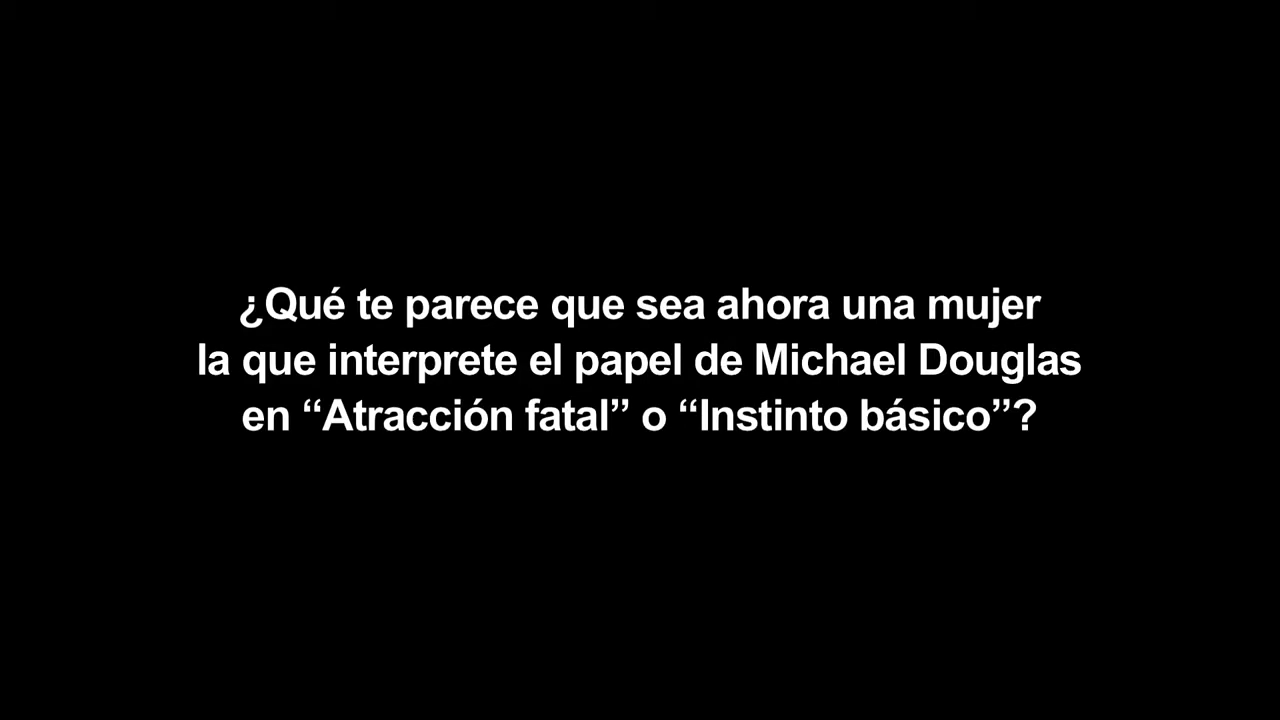 ¿Qué te parece que sea ahora una mujer
la que interprete el papel de Michael Douglas
en “Atracción fatal” o “Instinto básico”?